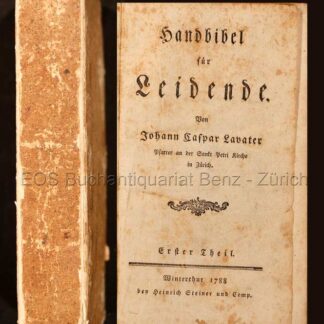 Handbibel
für
Leidende.
Von
Johann Caspar Lavater
Pfarrer an der Sankt Petri Kirche
in Zürich.
EOS Buchantiquariat Benz - Zürich
Erster Theil.
Winterthur 1788
bey Heinrich Steiner und Comp.